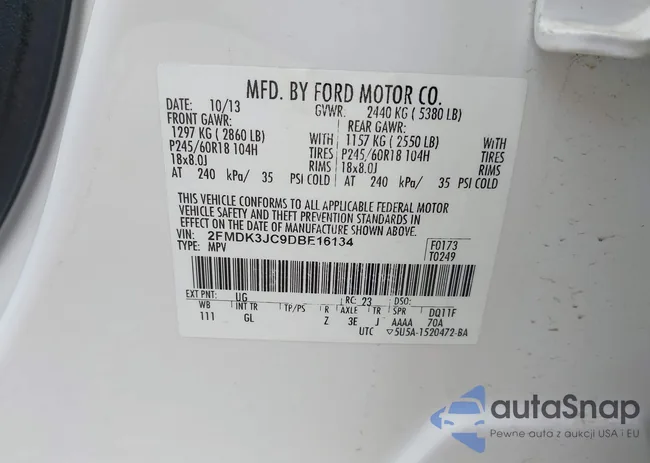 MFD. BY FORD MOTOR CO.
DATE: 10/13 GVWR: 2440 KG ( 5380 LB)
FRONT GAWR: REAR GAWR:
1297 KG ( 2860 LB) WITH 1157 KG ( 2550 LB) WITH
P245/60R18 104H TIRES P245/60R18 104H TIRES
18x8.0J RIMS 18x8.0J RIMS
AT 240 kPa/ 35 PSI COLD AT 240 kPa/ 35 PSI COLD
THIS VEHICLE CONFORMS TO ALL APPLICABLE FEDERAL MOTOR
VEHICLE SAFETY AND THEFT PREVENTION STANDARDS IN
EFFECT ON THE DATE OF MANUFACTURE SHOWN ABOVE.
VIN: 2FMDK3JC9DBE16134 F0173
TYPE: MPV T0249
EXT PNT: UG RC: 23 DSO: DQ11F
WB INT TR TP/PS R AXLE TR SPR 70A
111 GL Z 3E J AAAA
UTC ▽5U5A-1520472-BA
autoSnap
Pewne auta z aukcji USA i EU